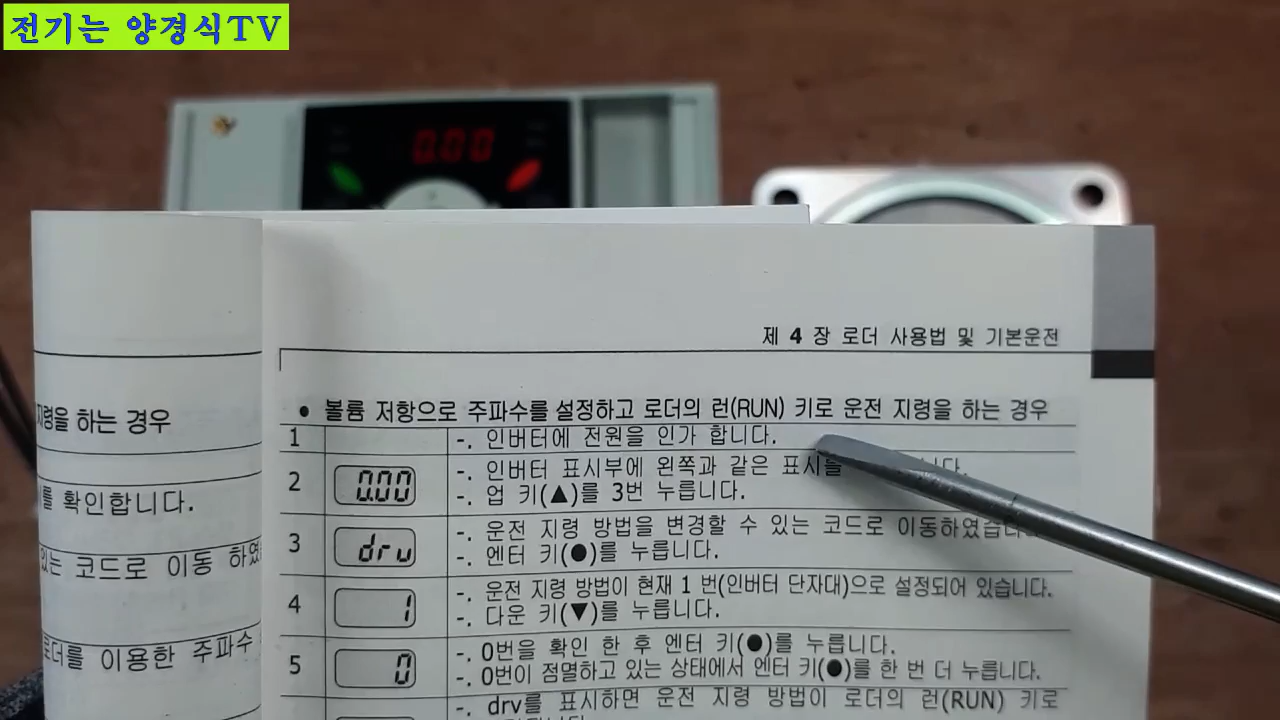 전기는 양경식TV
0.00
제 4 장 로더 사용법 및 기본운전
지령을 하는 경우
를 확인합니다.
있는 코드로 이동
로더를 이용한 주파수
● 볼륨 저항으로 주파수를 설정하고 로더의 런(RUN) 키로 운전 지령을 하는 경우
1 -. 인버터에 전원을 인가 합니다.
2 0.00 -. 인버터 표시부에 왼쪽과 같은 표시를
-. 업 키(▲)를 3번 누릅니다.
3 drv -. 운전 지령 방법을 변경할 수 있는 코드로 이동하였습니다.
-. 엔터 키(●)를 누릅니다.
4 1 -. 운전 지령 방법이 현재 1 번(인버터 단자대)으로 설정되어 있습니다.
-. 다운 키(▼)를 누릅니다.
5 0 -. 0번을 확인 한 후 엔터 키(●)를 누릅니다.
-. 0번이 점멸하고 있는 상태에서 엔터 키(●)를 한 번 더 누릅니다.
-. drv를 표시하면 운전 지령 방법이 로더의 런(RUN) 키로